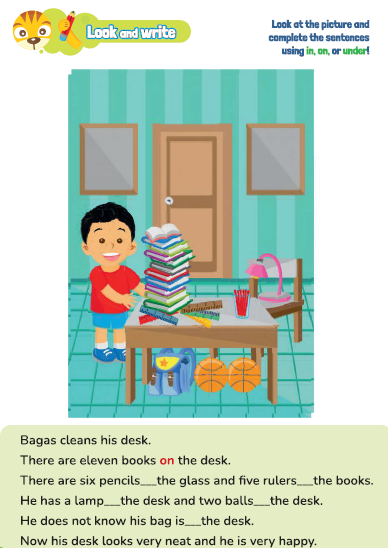 Look and write
Look at the picture and
complete the sentences
using in, on, or under!
Bagas cleans his desk.
There are eleven books on the desk.
There are six pencils___the glass and five rulers___the books.
He has a lamp___the desk and two balls___the desk.
He does not know his bag is___the desk.
Now his desk looks very neat and he is very happy.